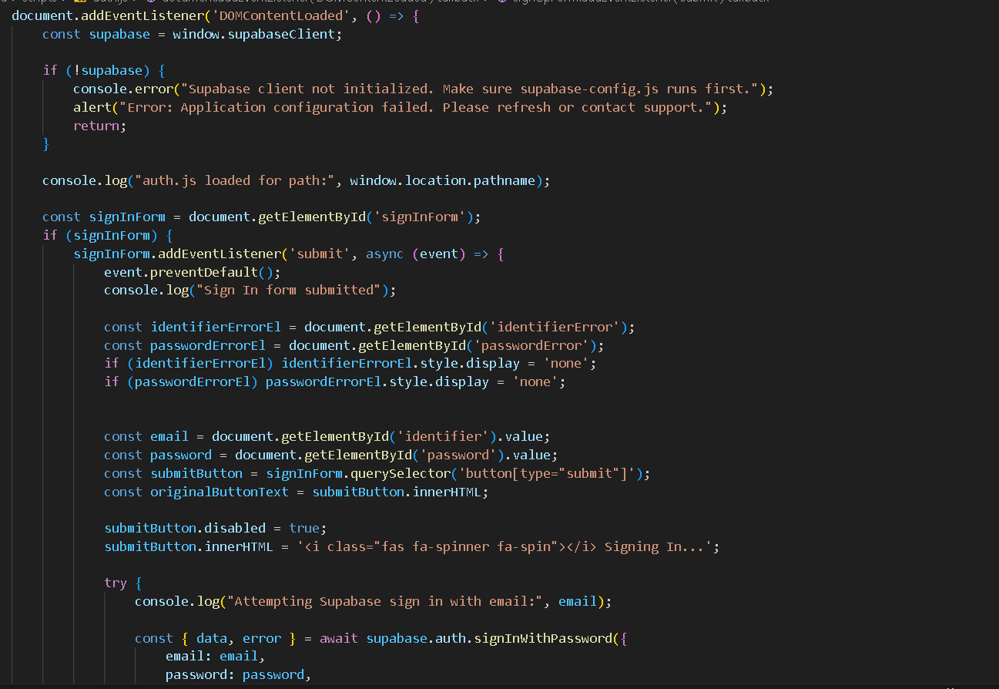 document.addEventListener('DOMContentLoaded', () => {
    const supabase = window.supabaseClient;

    if (!supabase) {
        console.error("Supabase client not initialized. Make sure supabase-config.js runs first.");
        alert("Error: Application configuration failed. Please refresh or contact support.");
        return;
    }

    console.log("auth.js loaded for path:", window.location.pathname);

    const signInForm = document.getElementById('signInForm');
    if (signInForm) {
        signInForm.addEventListener('submit', async (event) => {
            event.preventDefault();
            console.log("Sign In form submitted");

            const identifierErrorEl = document.getElementById('identifierError');
            const passwordErrorEl = document.getElementById('passwordError');
            if (identifierErrorEl) identifierErrorEl.style.display = 'none';
            if (passwordErrorEl) passwordErrorEl.style.display = 'none';


            const email = document.getElementById('identifier').value;
            const password = document.getElementById('password').value;
            const submitButton = signInForm.querySelector('button[type="submit"]');
            const originalButtonText = submitButton.innerHTML;

            submitButton.disabled = true;
            submitButton.innerHTML = '<i class="fas fa-spinner fa-spin"></i> Signing In...';

            try {
                console.log("Attempting Supabase sign in with email:", email);

                const { data, error } = await supabase.auth.signInWithPassword({
                    email: email,
                    password: password,